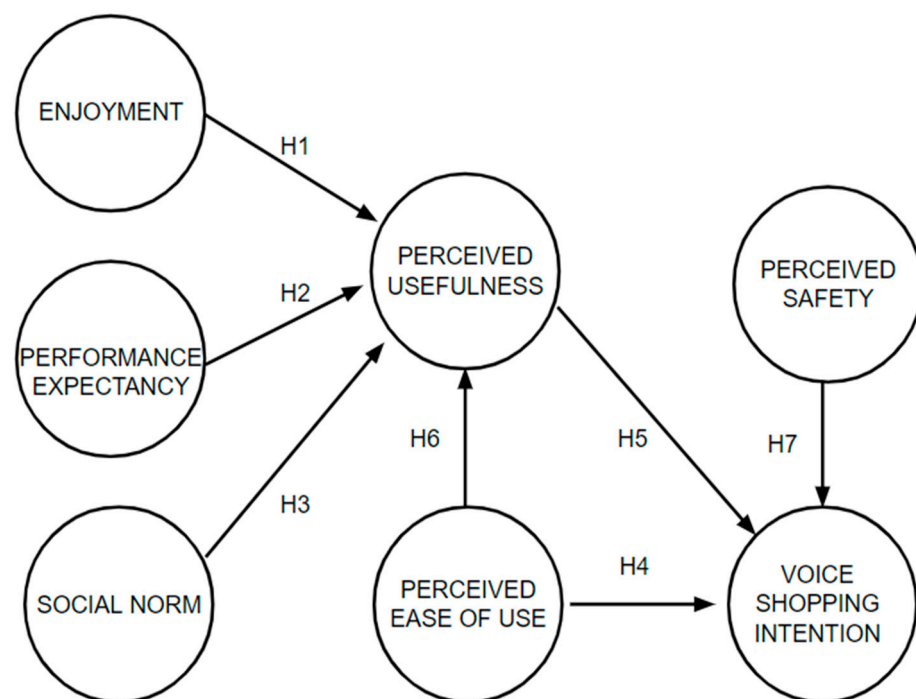 ENJOYMENT
H1
PERCEIVED
USEFULNESS
PERCEIVED
SAFETY
H2
PERFORMANCE
EXPECTANCY
H6
H5
H7
H3
SOCIAL NORM
PERCEIVED
EASE OF USE
H4
VOICE
SHOPPING
INTENTION